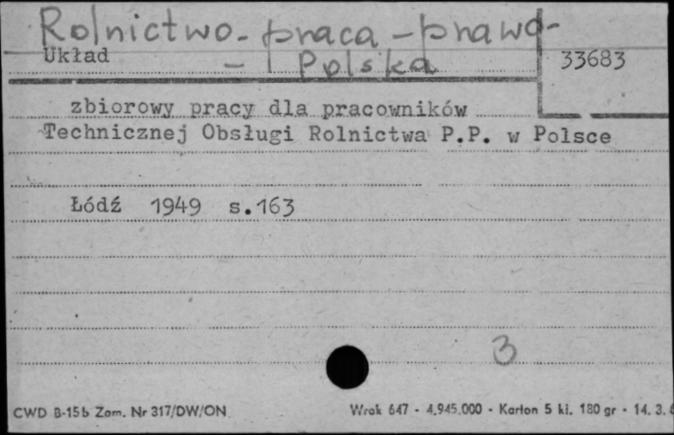 Rolnictwo - praca - prawo -
- Polska
Układ
33683
zbiorowy pracy dla pracowników
Technicznej Obsługi Rolnictwa P.P. w Polsce
Łódź 1949 s.163
3
CWD B-15b Zam. Nr 317/DW/ON
Wrak 647 - 4.945.000 - Karton 5 kl. 180 gr - 14. 3.